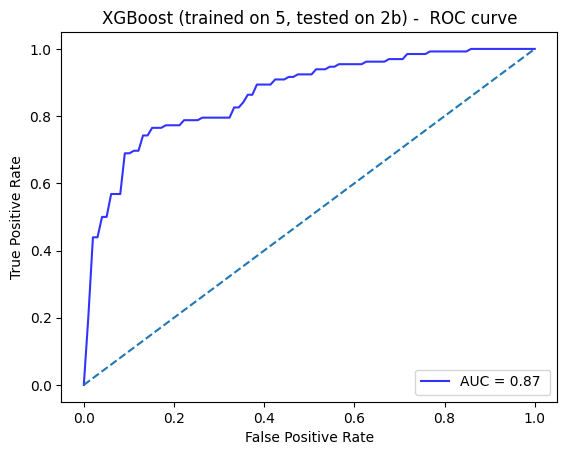 XGBoost (trained on 5, tested on 2b) -  ROC curve
True Positive Rate
1.0
0.8
0.6
0.4
0.2
0.0
AUC = 0.87
0.0 0.2 0.4 0.6 0.8 1.0
False Positive Rate